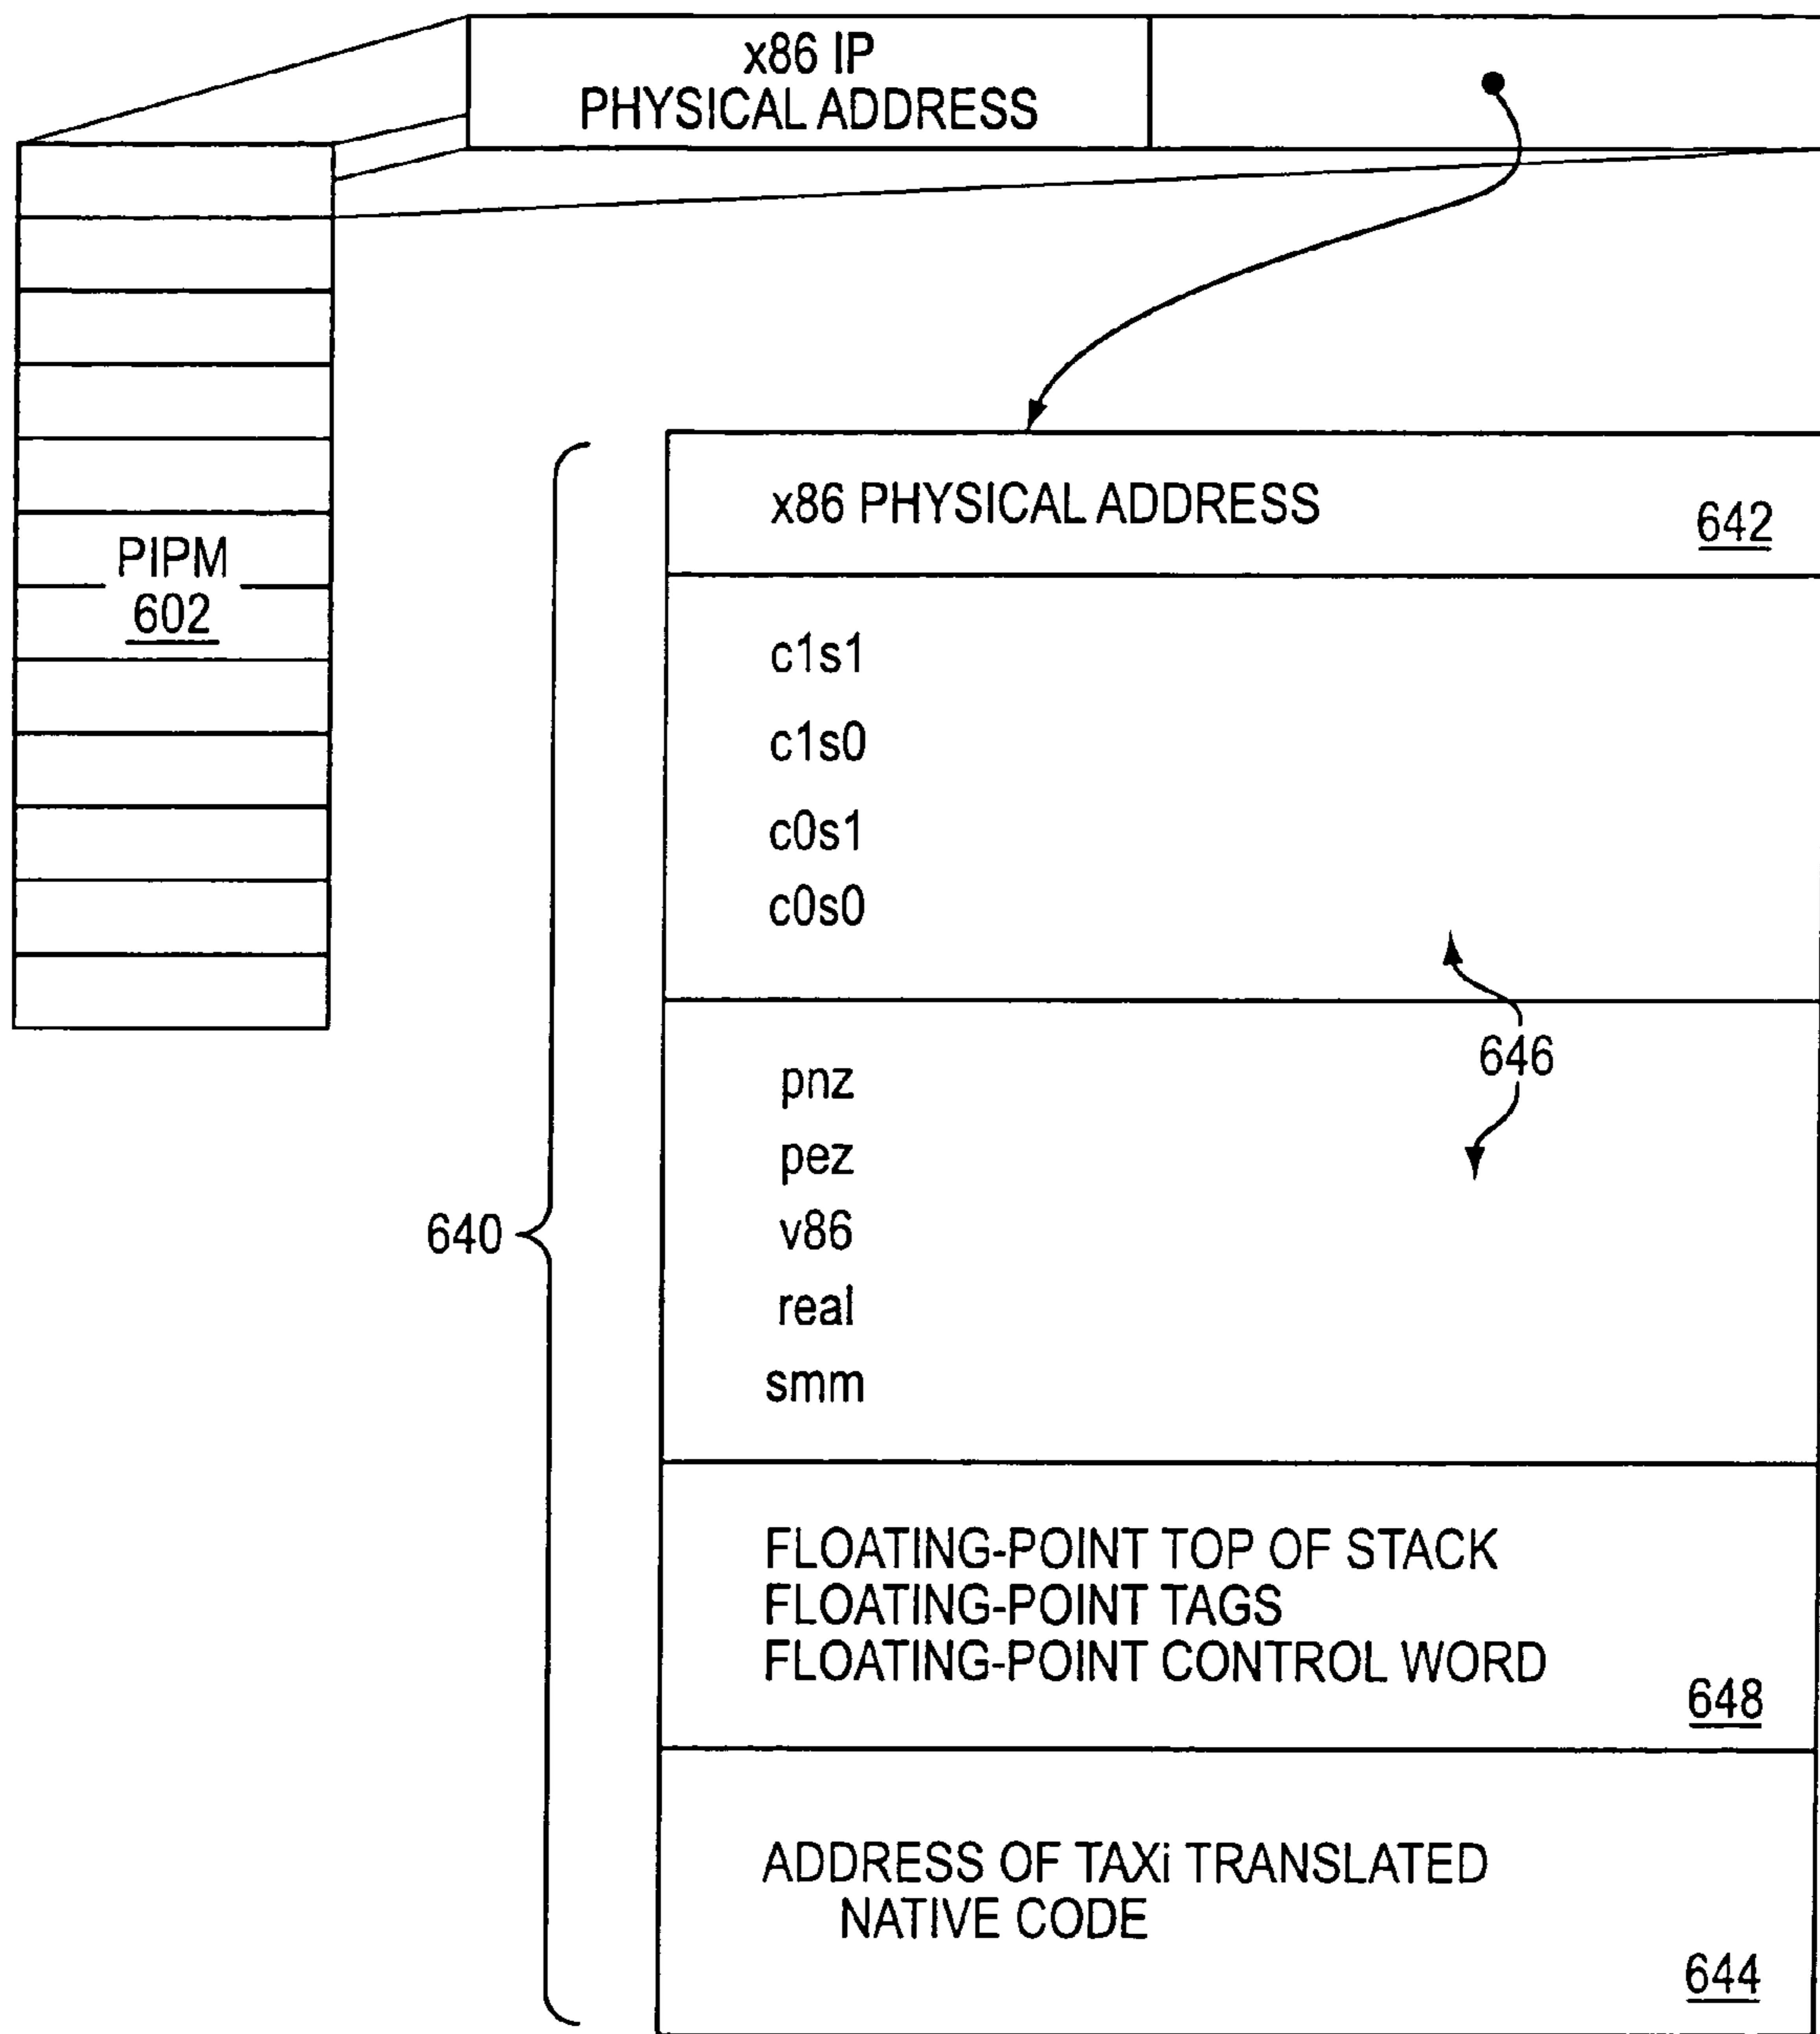 x86 IP
PHYSICAL ADDRESS
PIPM
602
x86 PHYSICAL ADDRESS
642
c1s1
c1s0
c0s1
c0s0
646
pnz
pez
v86
real
smm
640
FLOATING-POINT TOP OF STACK
FLOATING-POINT TAGS
FLOATING-POINT CONTROL WORD
648
ADDRESS OF TAXi TRANSLATED
NATIVE CODE
644